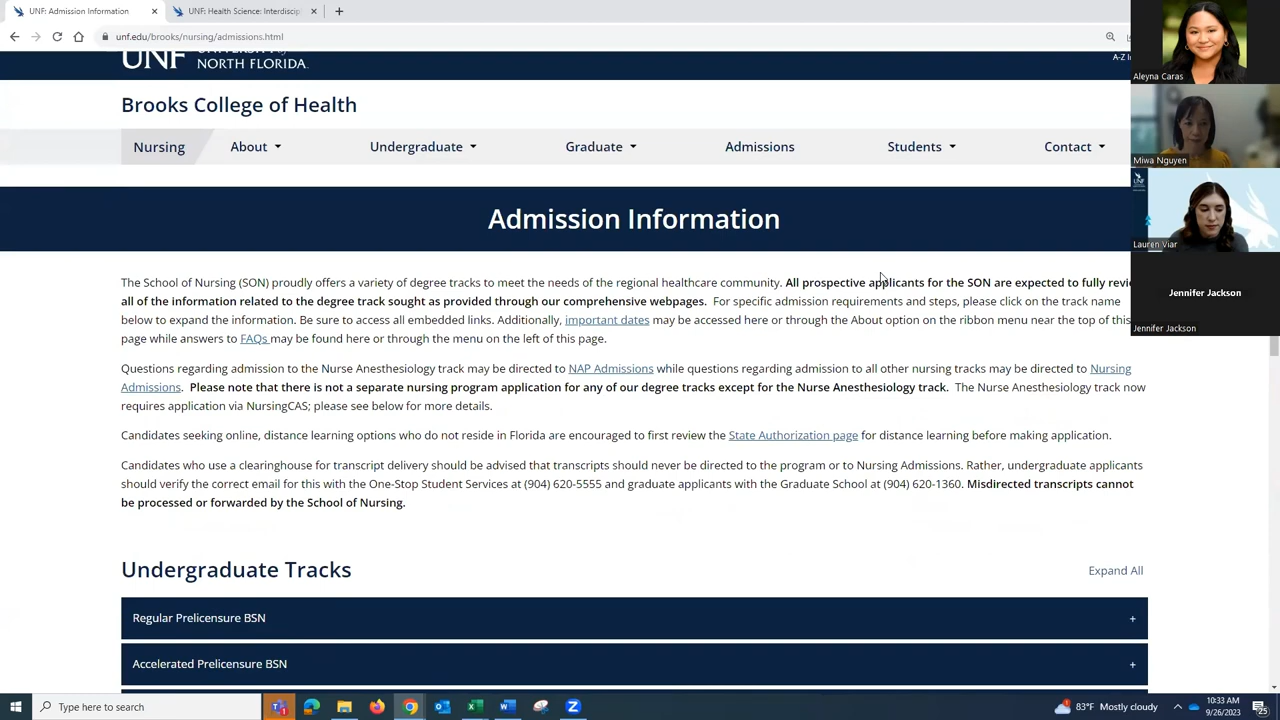 UNF: Admission Information
UNF: Health Science: Interdiscipl
unf.edu/brooks/nursing/admissions.html
UNF UNIVERSITY of
NORTH FLORIDA.
A-Z In
Brooks College of Health
Nursing About Undergraduate Graduate Admissions Students Contact
Admission Information
The School of Nursing (SON) proudly offers a variety of degree tracks to meet the needs of the regional healthcare community. All prospective applicants for the SON are expected to fully revie
all of the information related to the degree track sought as provided through our comprehensive webpages. For specific admission requirements and steps, please click on the track name
below to expand the information. Be sure to access all embedded links. Additionally, important dates may be accessed here or through the About option on the ribbon menu near the top of this
page while answers to FAQs may be found here or through the menu on the left of this page.
Questions regarding admission to the Nurse Anesthesiology track may be directed to NAP Admissions while questions regarding admission to all other nursing tracks may be directed to Nursing
Admissions. Please note that there is not a separate nursing program application for any of our degree tracks except for the Nurse Anesthesiology track. The Nurse Anesthesiology track now
requires application via NursingCAS; please see below for more details.
Candidates seeking online, distance learning options who do not reside in Florida are encouraged to first review the State Authorization page for distance learning before making application.
Candidates who use a clearinghouse for transcript delivery should be advised that transcripts should never be directed to the program or to Nursing Admissions. Rather, undergraduate applicants
should verify the correct email for this with the One-Stop Student Services at (904) 620-5555 and graduate applicants with the Graduate School at (904) 620-1360. Misdirected transcripts cannot
be processed or forwarded by the School of Nursing.
Undergraduate Tracks
Expand All
Regular Prelicensure BSN +
Accelerated Prelicensure BSN +
Aleyna Caras
Miwa Nguyen
Lauren Viar
Jennifer Jackson
Jennifer Jackson
Type here to search
83°F Mostly cloudy
10:33 AM
9/26/2023
25